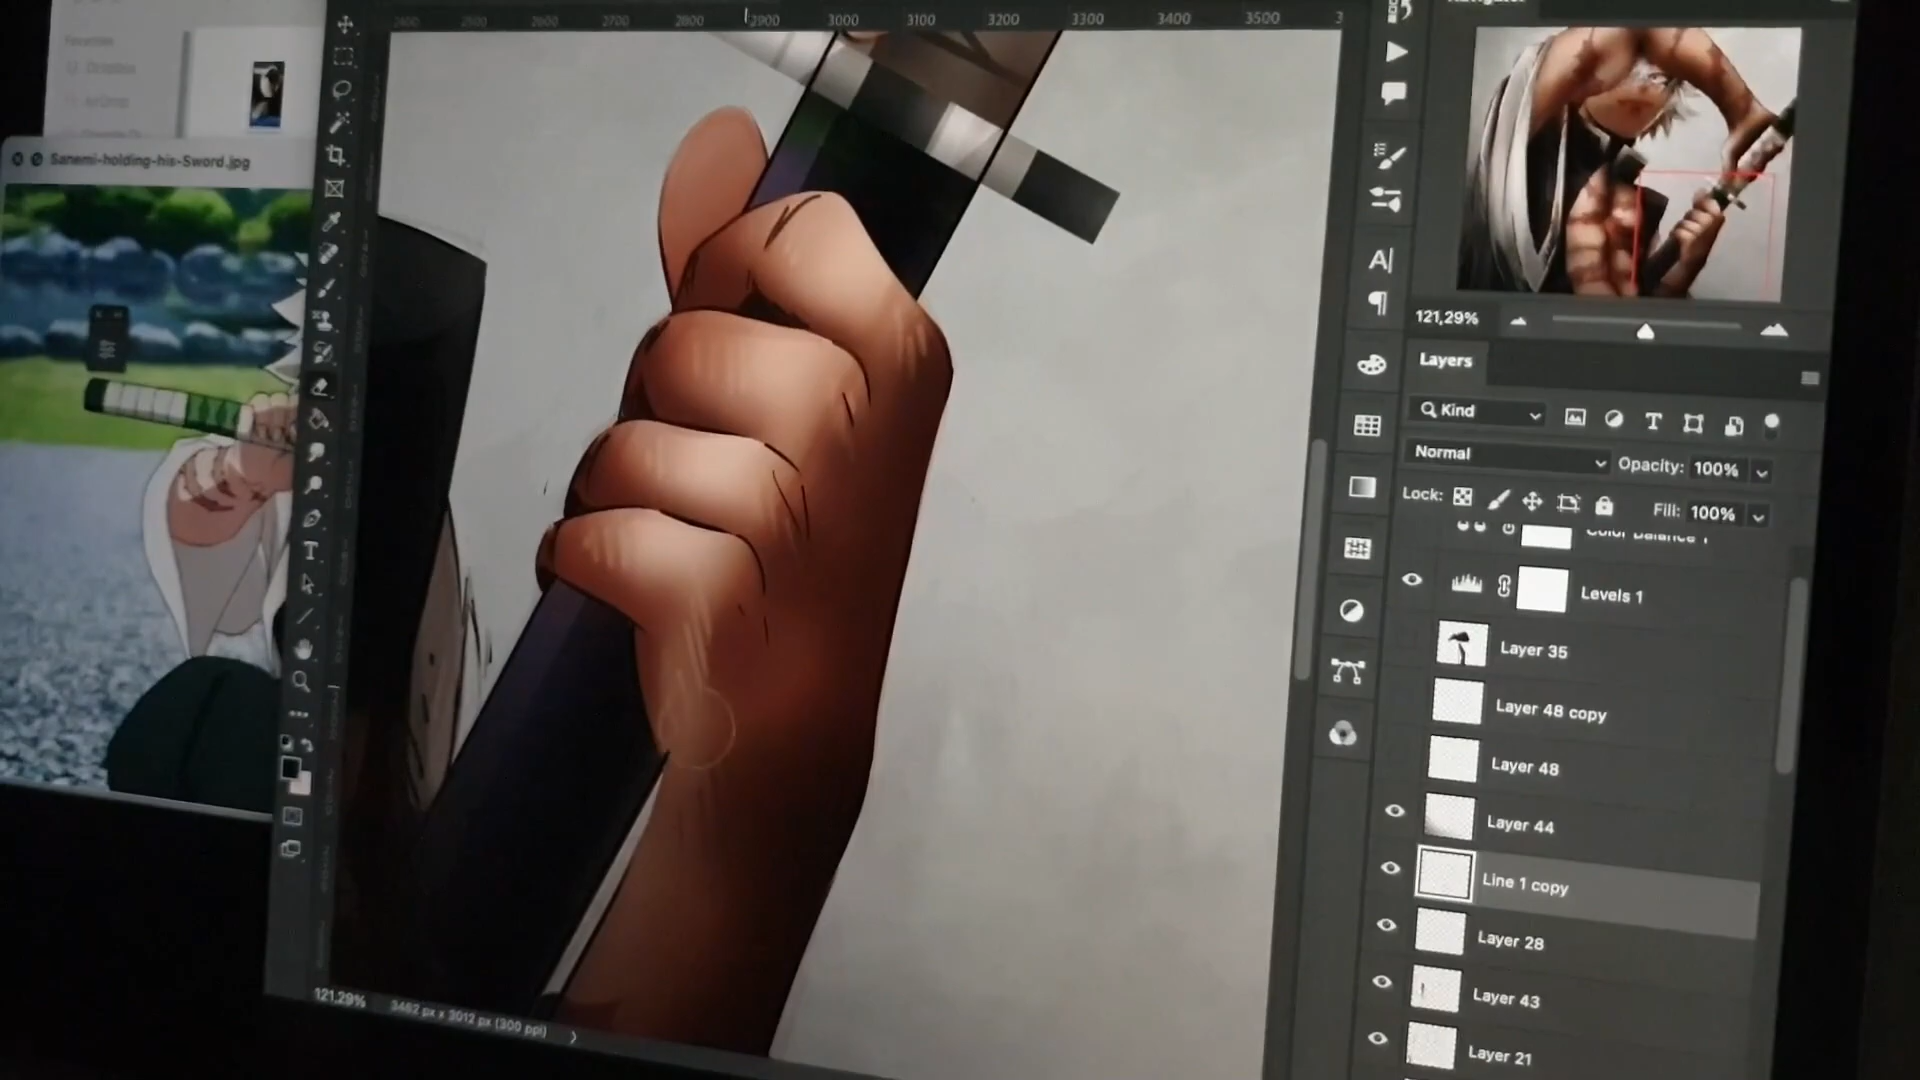 2400 2500 2600 2700 2800 2900 3000 3100 3200 3300 3400 3500 3
Favorites
Dropbox
AirDrop
Sanemi-holding-his-Sword.jpg
121,29%
Layers
Kind
Normal
Opacity: 100%
Lock:
Fill: 100%
Color Balance 1
Levels 1
Layer 35
Layer 48 copy
Layer 48
Layer 44
Line 1 copy
Layer 28
Layer 43
Layer 21
121,29%
3462 px x 3012 px (300 ppi)